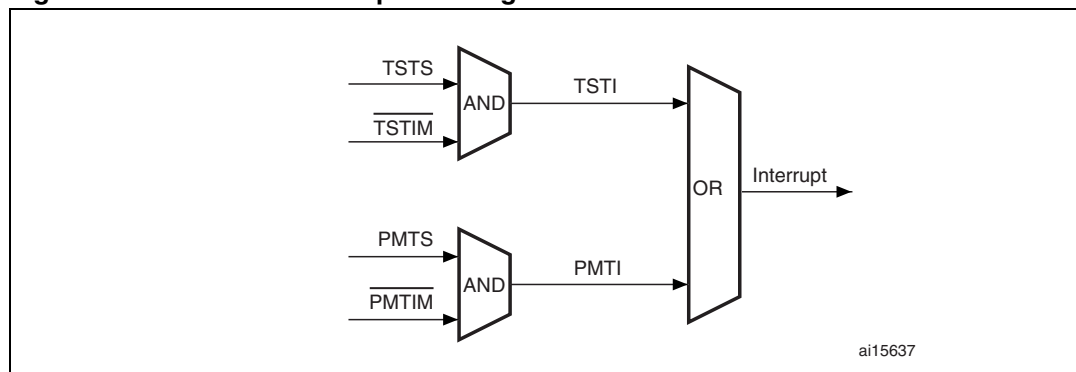 TSTS
TSTIM
AND
TSTI
PMTS
PMTIM
AND
PMTI
OR
Interrupt
ai15637